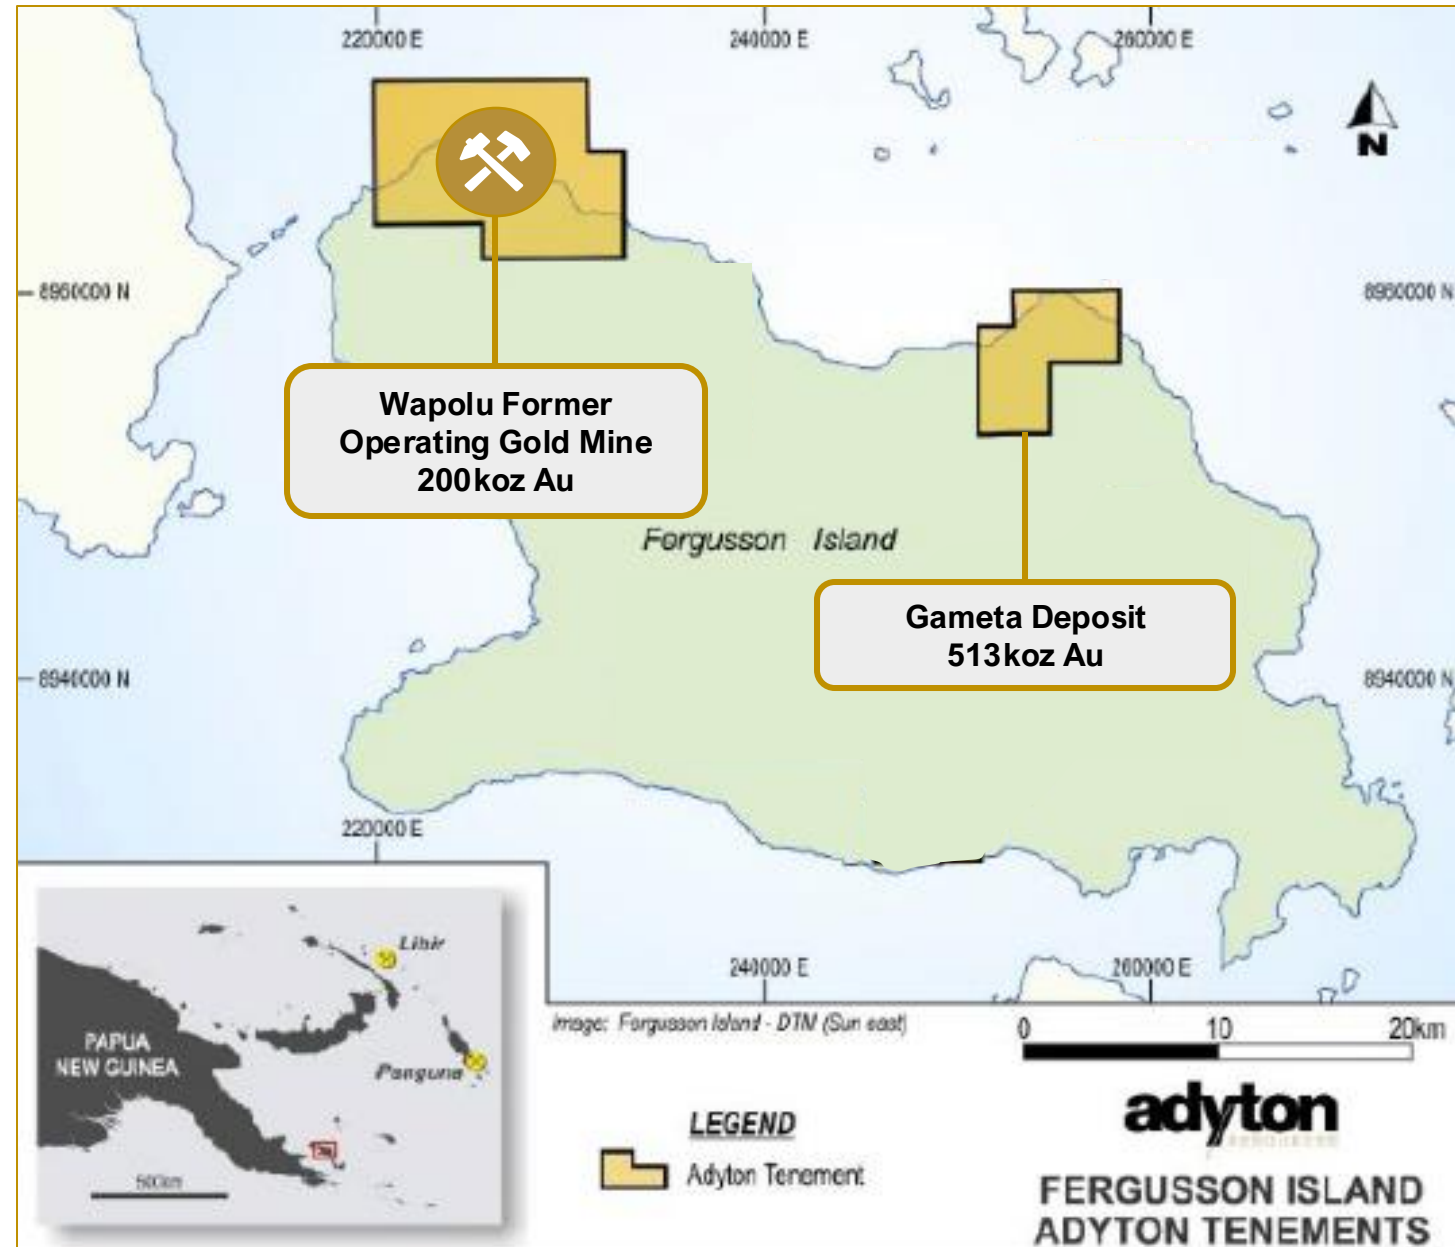 220000 E
240000 E
260000 E
N
8960000 N
8960000 N
Wapolu Former
Operating Gold Mine
200koz Au
Fergusson Island
Gameta Deposit
513koz Au
8940000 N
8940000 N
220000 E
240000 E
260000 E
Image: Fergusson Island - DTM (Sun east)
0 10 20km
Lihir
PAPUA
NEW GUINEA
Panguna
500km
LEGEND
Adyton Tenement
adyton
RESOURCES
FERGUSSON ISLAND
ADYTON TENEMENTS